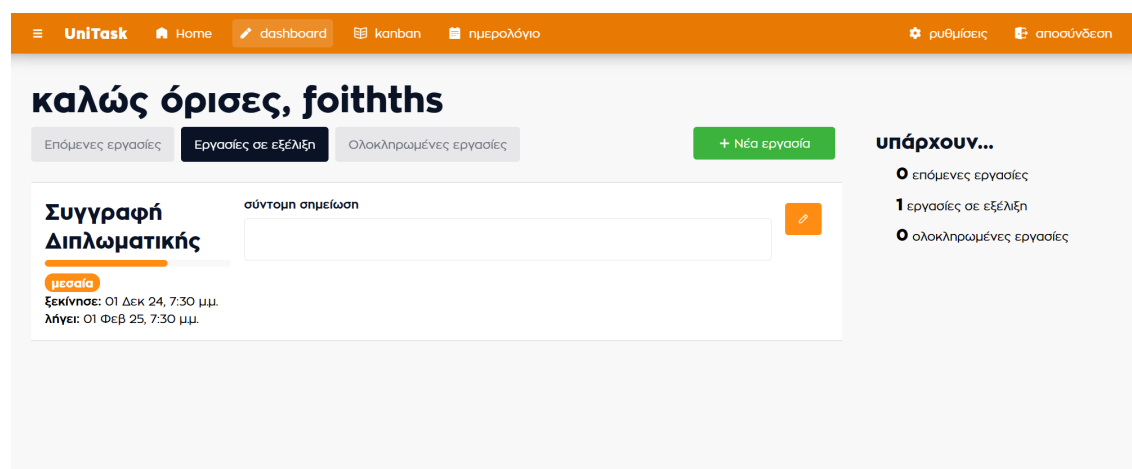 UniTask Home dashboard kanban ημερολόγιο ρυθμίσεις αποσύνδεση
καλώς όρισες, foithths
Επόμενες εργασίες Εργασίες σε εξέλιξη Ολοκληρωμένες εργασίες + Νέα εργασία
Συγγραφή
Διπλωματικής
μεσαία
ξεκίνησε: 01 Δεκ 24, 7:30 μ.μ.
λήγει: 01 Φεβ 25, 7:30 μ.μ.
σύντομη σημείωση
υπάρχουν...
0 επόμενες εργασίες
1 εργασίες σε εξέλιξη
0 ολοκληρωμένες εργασίες